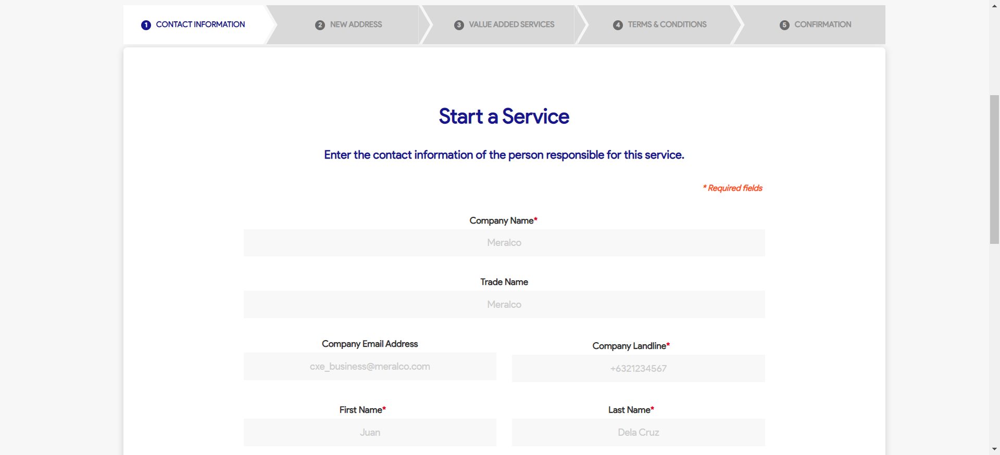 1 CONTACT INFORMATION 2 NEW ADDRESS 3 VALUE ADDED SERVICES 4 TERMS & CONDITIONS 5 CONFIRMATION
Start a Service
Enter the contact information of the person responsible for this service.
* Required fields
Company Name*
Meralco
Trade Name
Meralco
Company Email Address
cxe_business@meralco.com
Company Landline*
+6321234567
First Name*
Juan
Last Name*
Dela Cruz